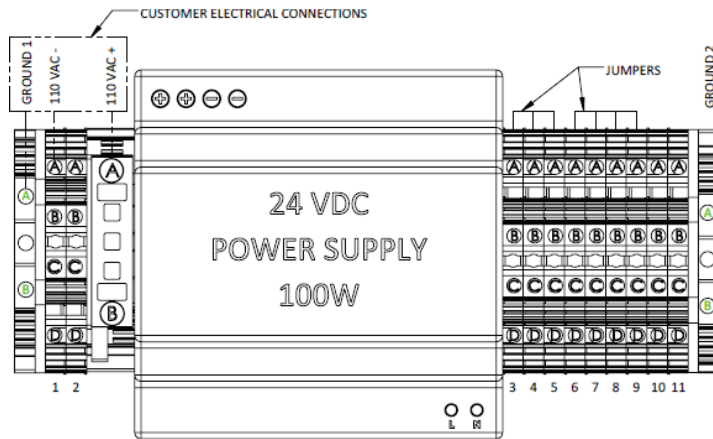 CUSTOMER ELECTRICAL CONNECTIONS
GROUND 1
110 VAC -
110 VAC +
JUMPERS
GROUND 2
A A A A A A A A A A A A A
A
B B B B B B B B B B B
24 VDC
POWER SUPPLY
100W
C C C C C C C C C C C
B B B
D D D D D D D D D D D
L N
1 2 3 4 5 6 7 8 9 10 11